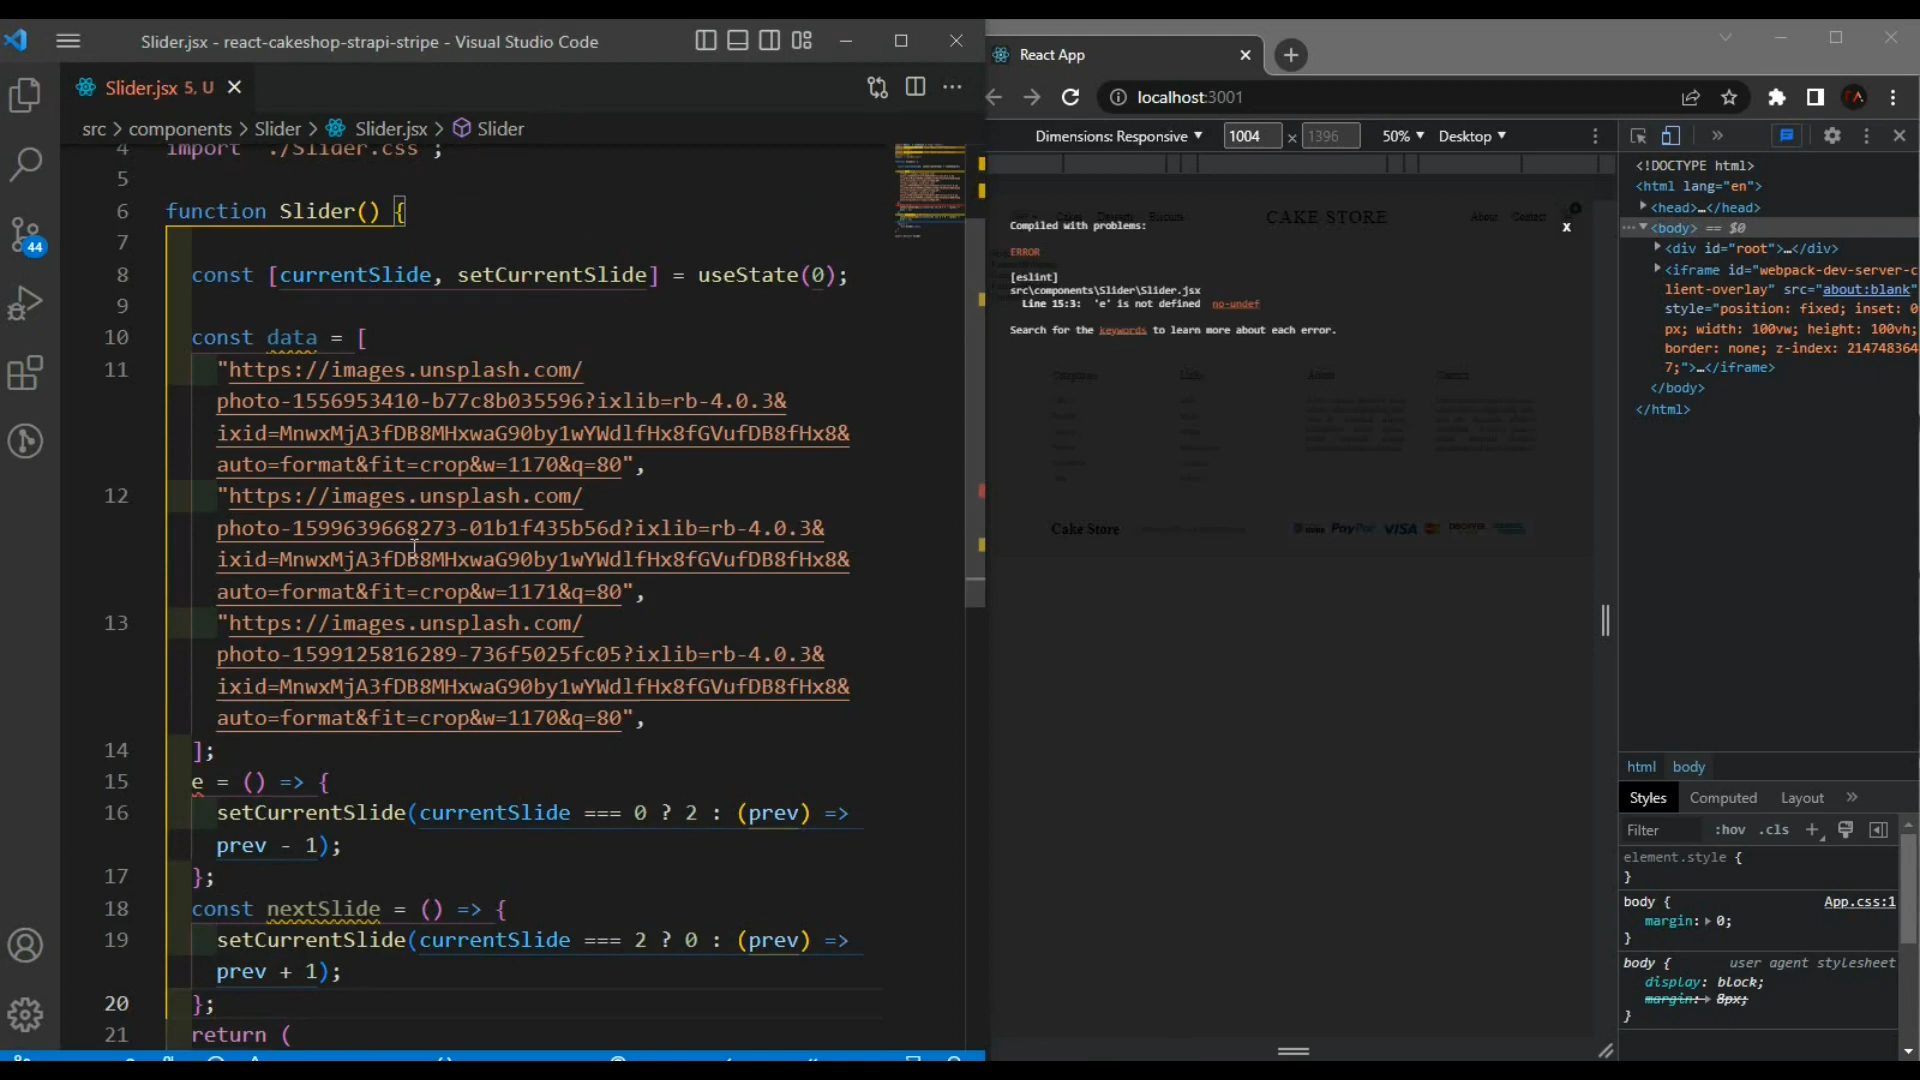 Slider.jsx - react-cakeshop-strapi-stripe - Visual Studio Code
Slider.jsx 5, U
src > components > Slider > Slider.jsx > Slider
4 import "./Slider.css";
5
6 function Slider() {
7
8 const [currentSlide, setCurrentSlide] = useState(0);
9
10 const data = [
11 "https://images.unsplash.com/
photo-1556953410-b77c8b035596?ixlib=rb-4.0.3&
ixid=MnwxMjA3fDB8MHxwaG90by1wYWdlfHx8fGVufDB8fHx8&
auto=format&fit=crop&w=1170&q=80",
12 "https://images.unsplash.com/
photo-1599639668273-01b1f435b56d?ixlib=rb-4.0.3&
ixid=MnwxMjA3fDB8MHxwaG90by1wYWdlfHx8fGVufDB8fHx8&
auto=format&fit=crop&w=1171&q=80",
13 "https://images.unsplash.com/
photo-1599125816289-736f5025fc05?ixlib=rb-4.0.3&
ixid=MnwxMjA3fDB8MHxwaG90by1wYWdlfHx8fGVufDB8fHx8&
auto=format&fit=crop&w=1170&q=80",
14 ];
15 e = () => {
16 setCurrentSlide(currentSlide === 0 ? 2 : (prev) =>
prev - 1);
17 };
18 const nextSlide = () => {
19 setCurrentSlide(currentSlide === 2 ? 0 : (prev) =>
prev + 1);
20 };
21 return (
44
React App
localhost:3001
Dimensions: Responsive 1004 x 1396 50% Desktop
Cakes Desserts Biscuits CAKE STORE About Contact
Compiled with problems: X
ERROR
[eslint]
src\components\Slider\Slider.jsx
Line 15:3: 'e' is not defined no-undef
Search for the keywords to learn more about each error.
Categories Links About Contact
Cake Store PayPal VISA DISCOVER
<!DOCTYPE html>
<html lang="en">
<head>…</head>
<body> == $0
<div id="root">…</div>
<iframe id="webpack-dev-server-c
lient-overlay" src="about:blank"
style="position: fixed; inset: 0
px; width: 100vw; height: 100vh;
border: none; z-index: 214748364
7;">…</iframe>
</body>
</html>
html body
Styles Computed Layout
Filter :hov .cls
element.style {
}
body { App.css:1
margin: 0;
}
body { user agent stylesheet
display: block;
margin: 8px;
}